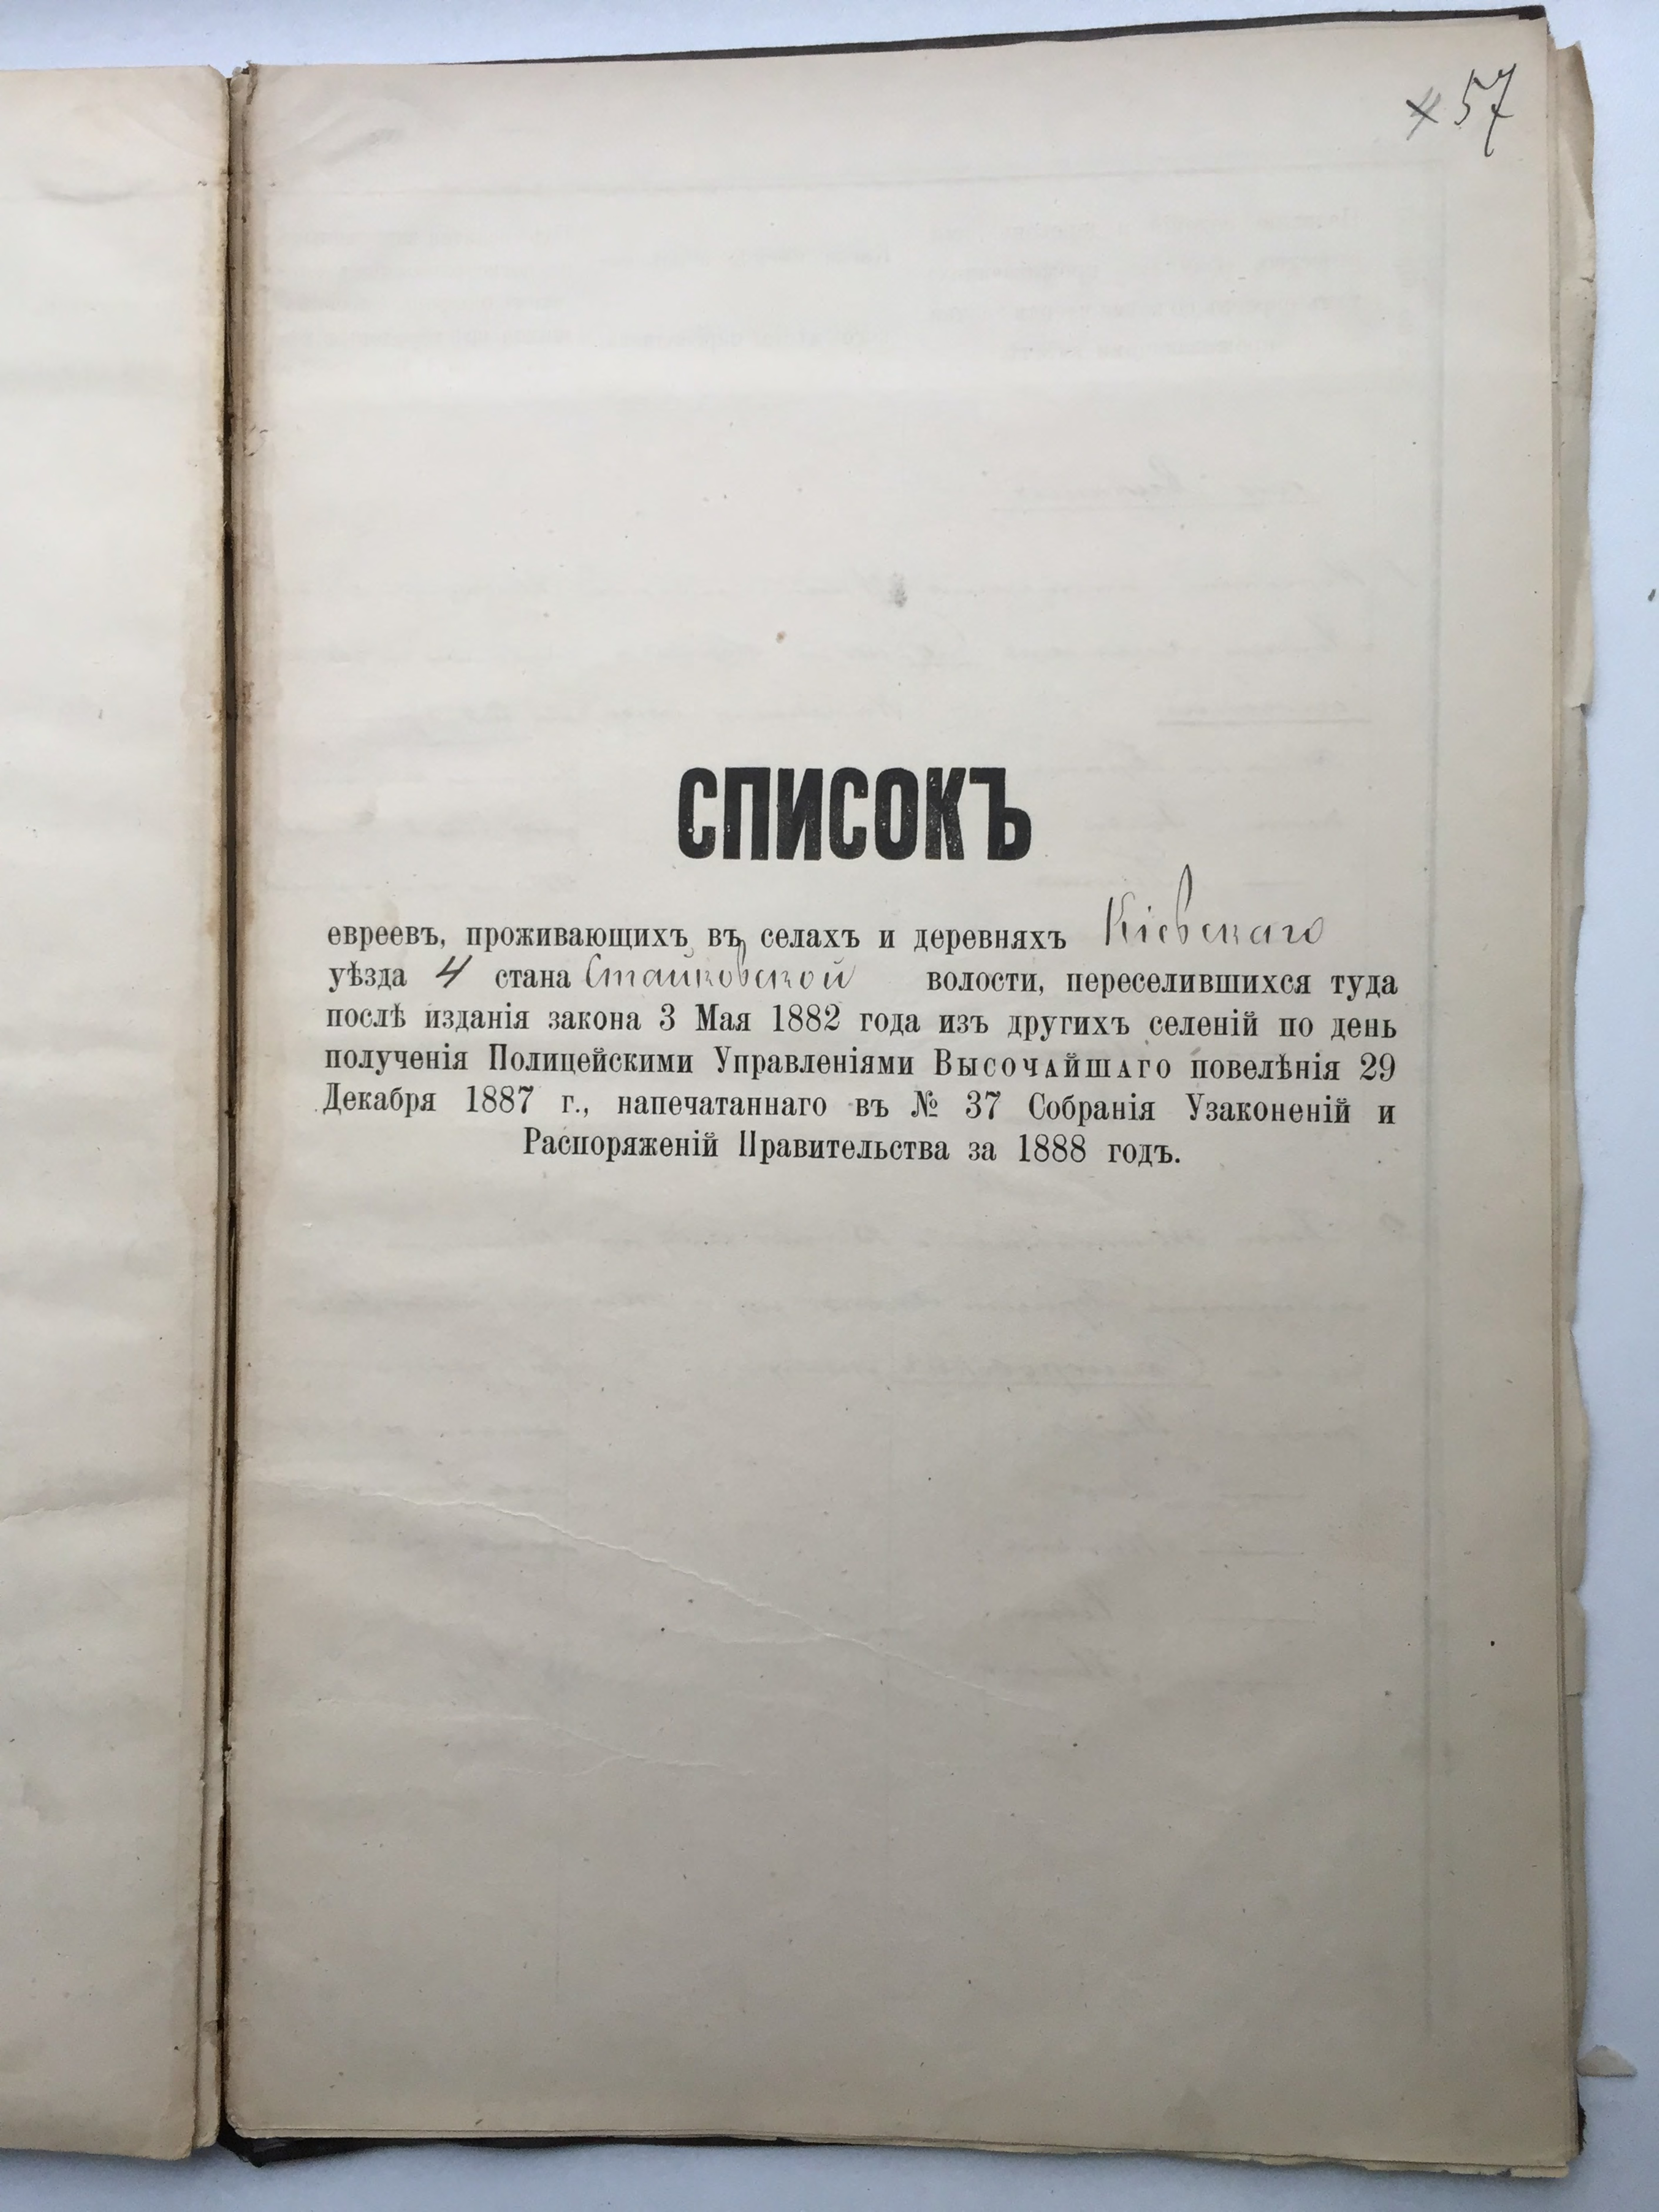 57
СПИСОКЪ
евреевъ, проживающихъ въ селахъ и деревняхъ Кіевскаго
уѣзда 4 стана Стайковской волости, переселившихся туда
послѣ изданія закона 3 Мая 1882 года изъ другихъ селеній по день
полученія Полицейскими Управленіями Высочайшаго повелѣнія 29
Декабря 1887 г., напечатаннаго въ № 37 Собранія Узаконеній и
Распоряженій Правительства за 1888 годъ.